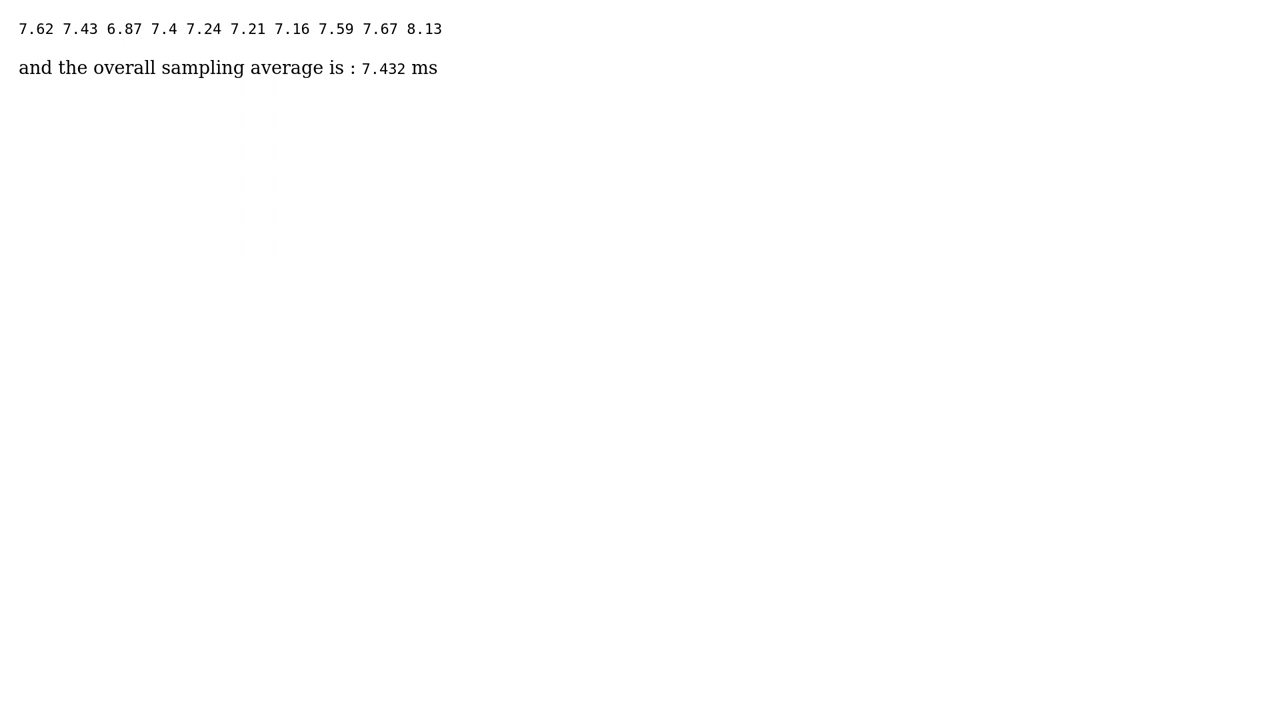 7.62 7.43 6.87 7.4 7.24 7.21 7.16 7.59 7.67 8.13
and the overall sampling average is : 7.432 ms